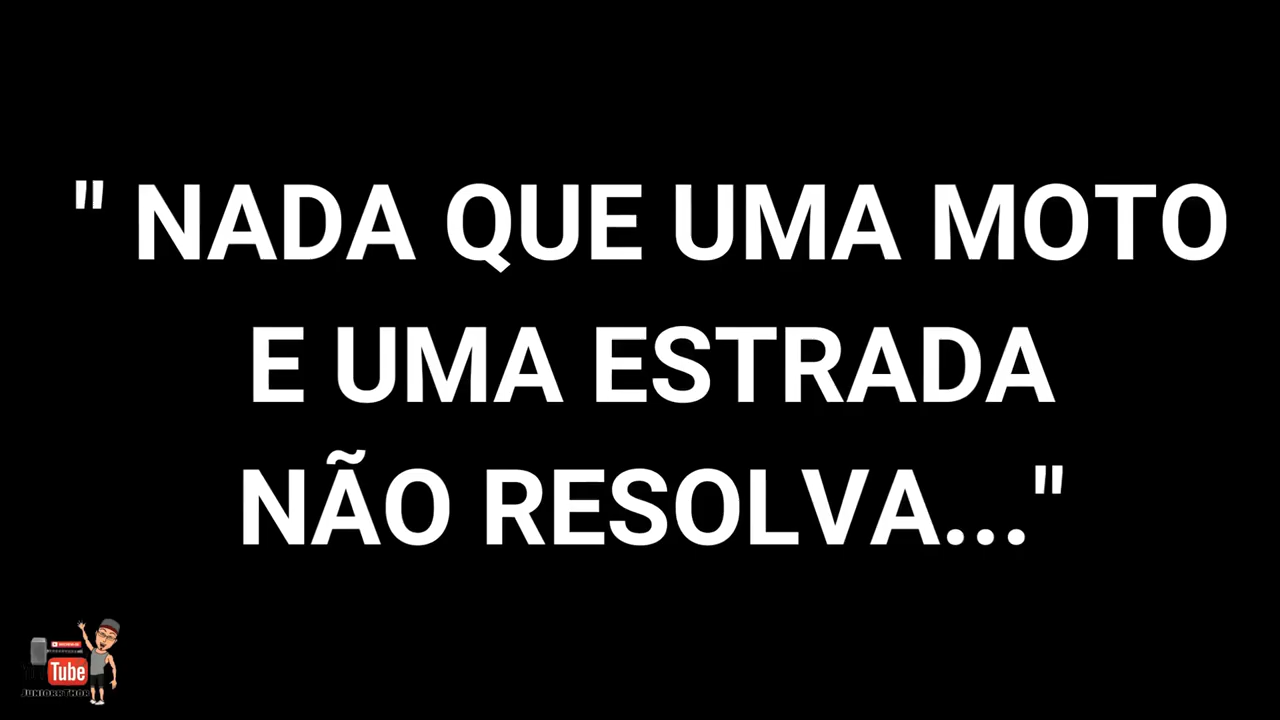 " NADA QUE UMA MOTO
E UMA ESTRADA
NÃO RESOLVA..."
Tube